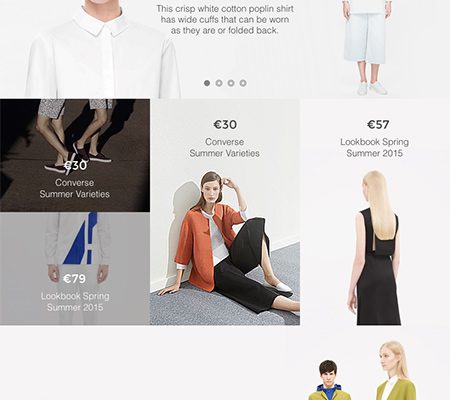 This crisp white cotton poplin shirt
has wide cuffs that can be worn
as they are or folded back.
€30
Converse
Summer Varieties
€30
Converse
Summer Varieties
€57
Lookbook Spring
Summer 2015
€79
Lookbook Spring
Summer 2015